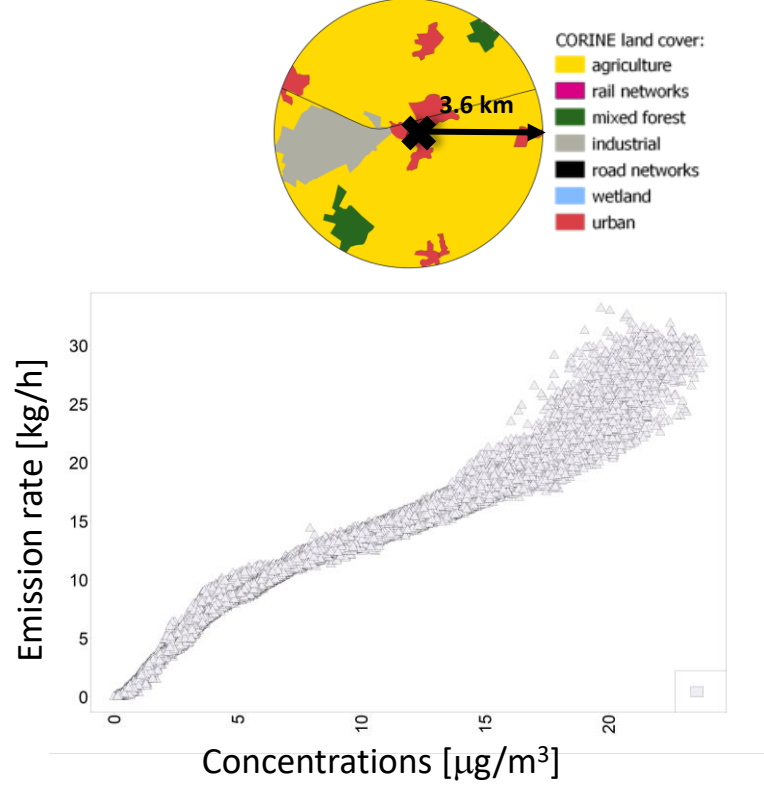 CORINE land cover:
agriculture
rail networks
mixed forest
industrial
road networks
wetland
urban
3.6 km
Emission rate [kg/h]
30
25
20
15
10
5
0
0
5
10
15
20
Concentrations [μg/m³]